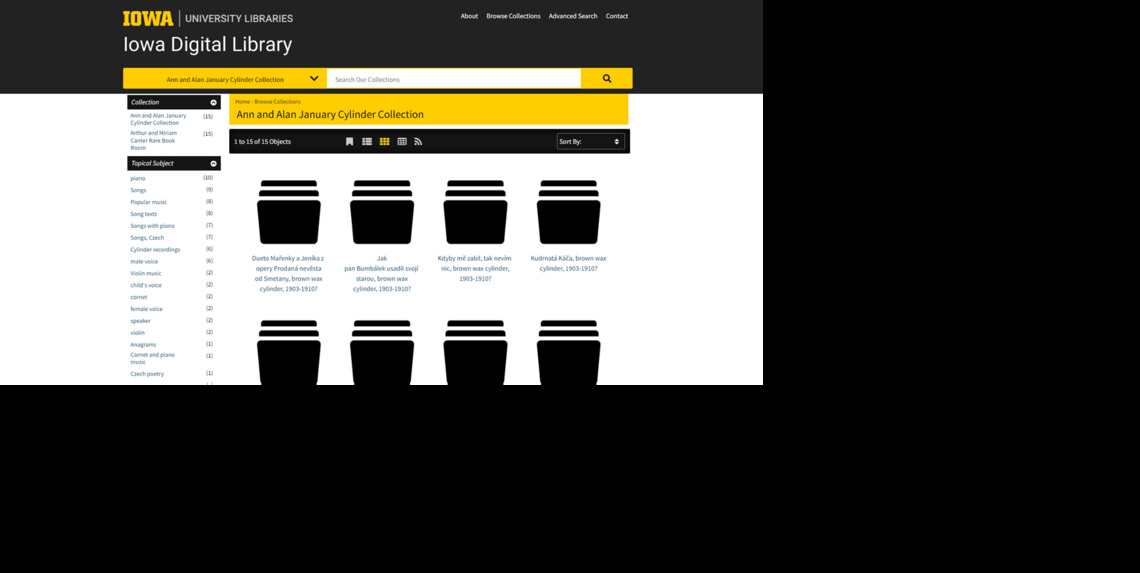 IOWA UNIVERSITY LIBRARIES
About Browse Collections Advanced Search Contact
Iowa Digital Library
Ann and Alan January Cylinder Collection
Search Our Collections
Collection
Ann and Alan January
Cylinder Collection
(15)
Arthur and Miriam
Canter Rare Book
Room
(15)
Topical Subject
piano (10)
Songs (9)
Popular music (8)
Song texts (8)
Songs with piano (7)
Songs, Czech (7)
Cylinder recordings (6)
male voice (6)
Violin music (2)
child's voice (2)
cornet (2)
female voice (2)
speaker (2)
violin (2)
Anagrams (1)
Cornet and piano
music
(1)
Czech poetry (1)
Home › Browse Collections
Ann and Alan January Cylinder Collection
1 to 15 of 15 Objects
Sort By:
Dueto Mařenky a Jeníka z
opery Prodaná nevěsta
od Smetany, brown wax
cylinder, 1903-1910?
Jak
pan Bumbálek usadil svojí
starou, brown wax
cylinder, 1903-1910?
Kdyby mě zabil, tak nevím
nic, brown wax cylinder,
1903-1910?
Kudrnatá Káča, brown wax
cylinder, 1903-1910?